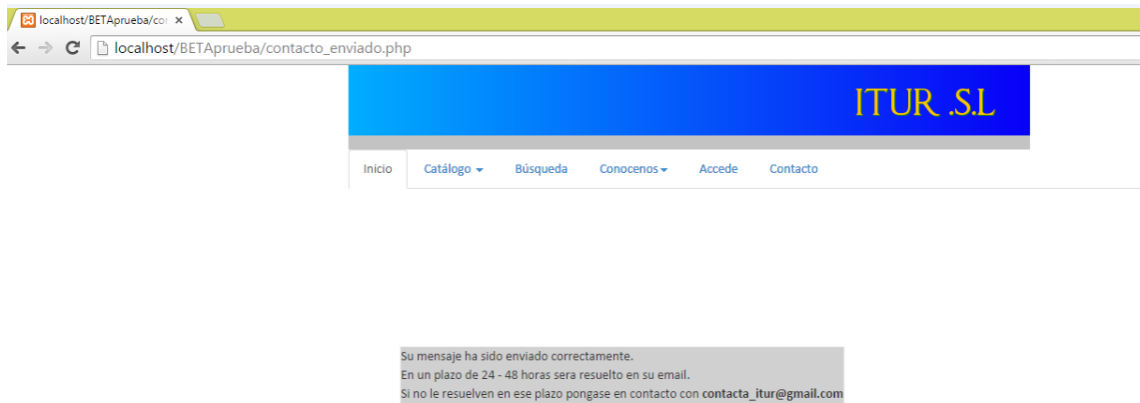 localhost/BETAprueba/co
localhost/BETAprueba/contacto_enviado.php
ITUR .S.L
Inicio Catálogo Búsqueda Conocenos Accede Contacto
Su mensaje ha sido enviado correctamente.
En un plazo de 24 - 48 horas sera resuelto en su email.
Si no le resuelven en ese plazo pongase en contacto con contacta_itur@gmail.com